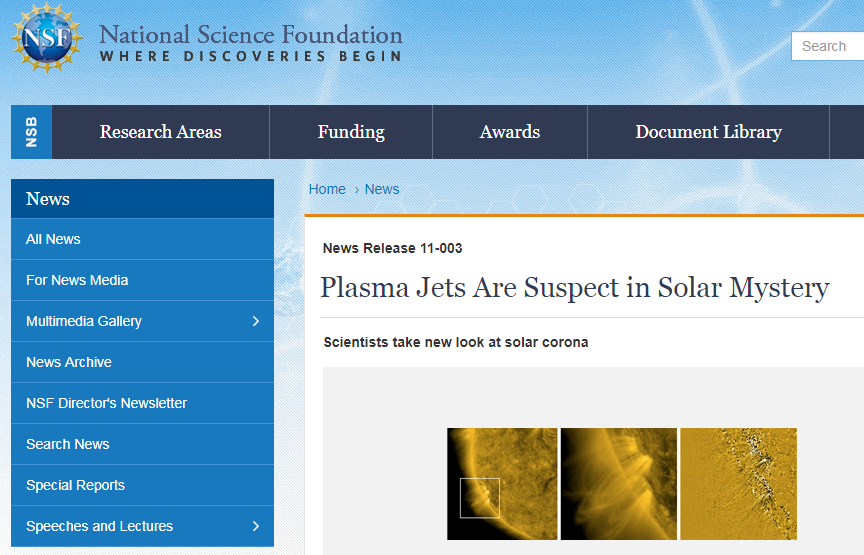 NSF
National Science Foundation
WHERE DISCOVERIES BEGIN
Search
NSB
Research Areas
Funding
Awards
Document Library
News
All News
For News Media
Multimedia Gallery
News Archive
NSF Director's Newsletter
Search News
Special Reports
Speeches and Lectures
Home › News
News Release 11-003
Plasma Jets Are Suspect in Solar Mystery
Scientists take new look at solar corona